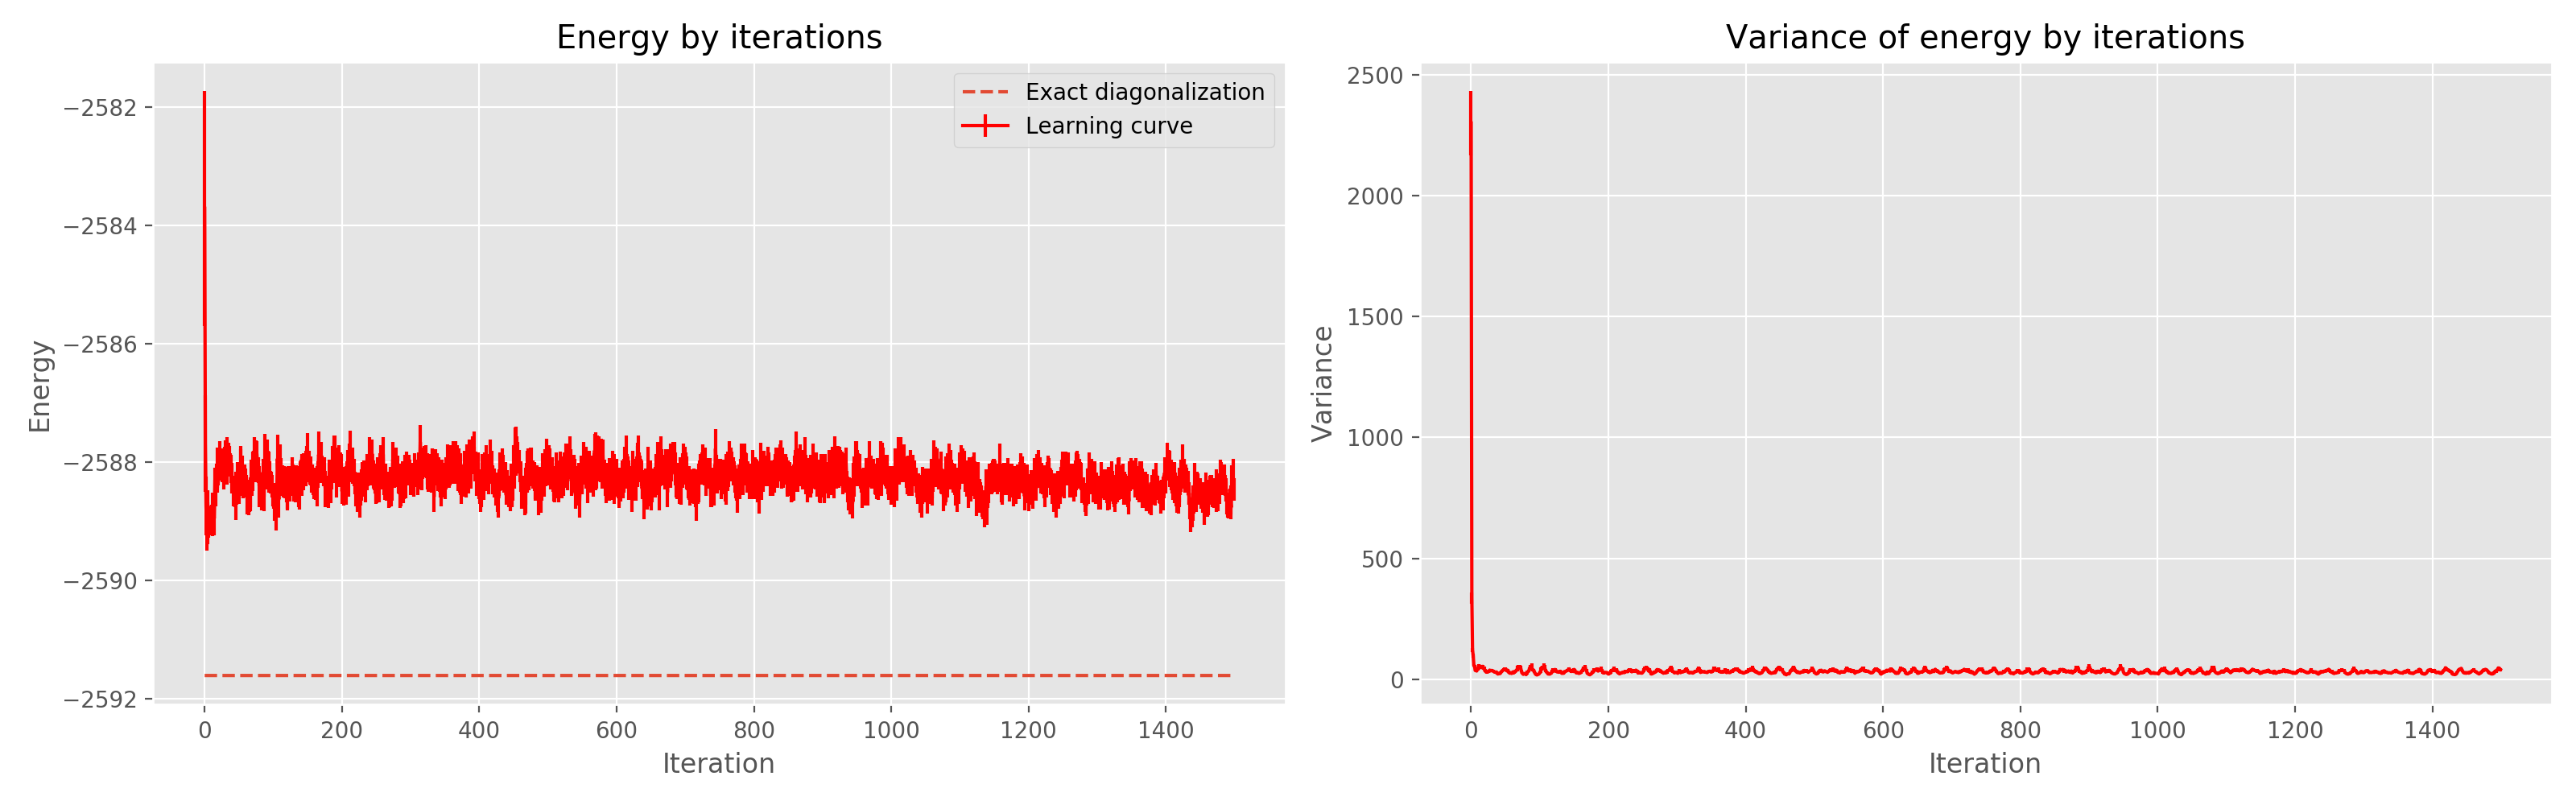 Energy by iterations
Energy
−2582
−2584
−2586
−2588
−2590
−2592
0 200 400 600 800 1000 1200 1400
Iteration
Exact diagonalization
Learning curve
Variance of energy by iterations
Variance
2500
2000
1500
1000
500
0
0 200 400 600 800 1000 1200 1400
Iteration